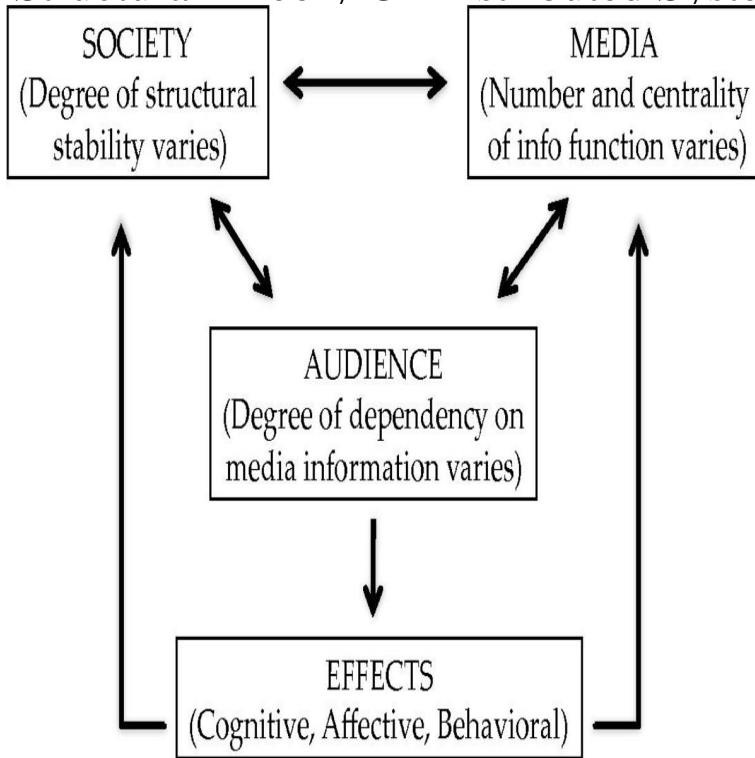 SOCIETY
(Degree of structural
stability varies)
MEDIA
(Number and centrality
of info function varies)
AUDIENCE
(Degree of dependency on
media information varies)
EFFECTS
(Cognitive, Affective, Behavioral)